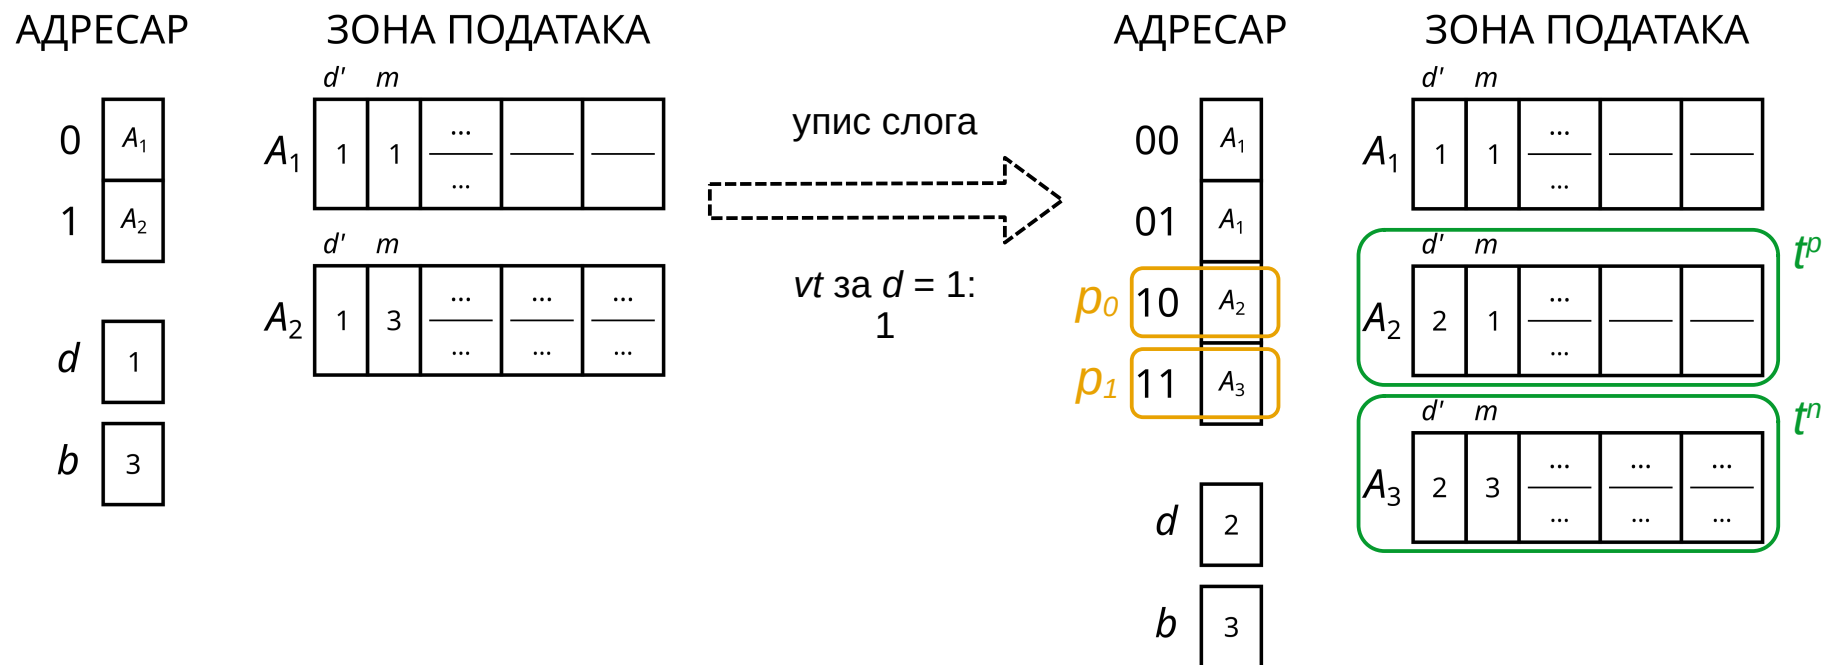 АДРЕСАР
ЗОНА ПОДАТАКА
0 A1
1 A2
d 1
b 3
d' m
A1 1 1 ... ...
d' m
A2 1 3 ... ... ... ... ... ...
упис слога
vt за d = 1:
1
АДРЕСАР
ЗОНА ПОДАТАКА
00 A1
01 A1
p0 10 A2
p1 11 A3
d 2
b 3
d' m
A1 1 1 ... ...
d' m tp
A2 2 1 ... ...
d' m tn
A3 2 3 ... ... ... ... ... ...